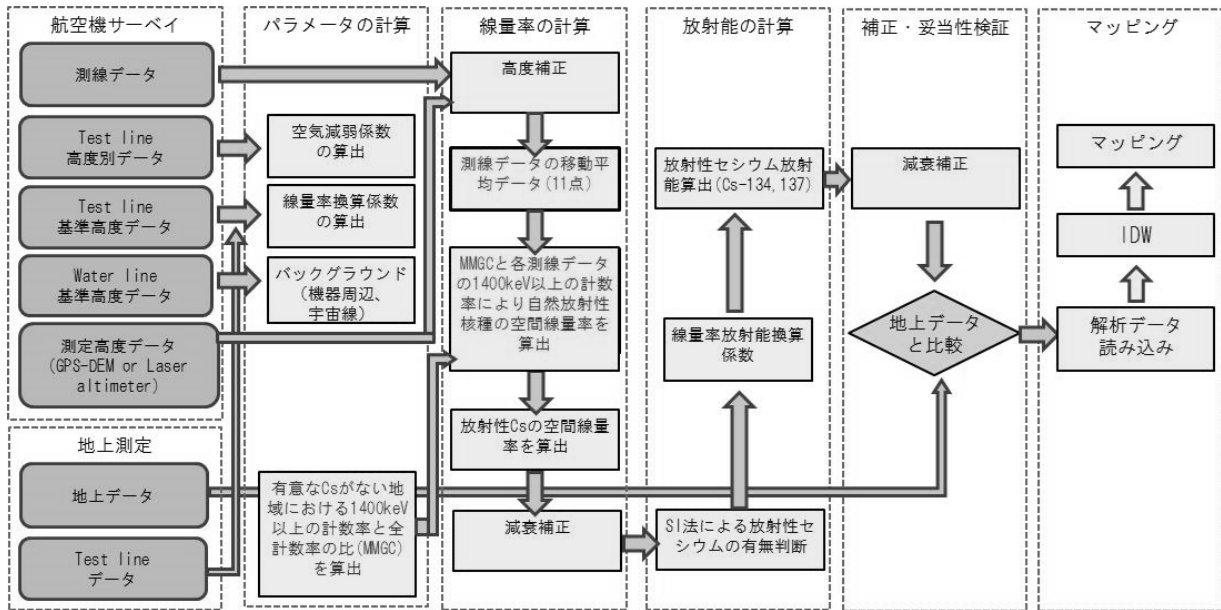 航空機サーベイ
測線データ
Test line
高度別データ
Test line
基準高度データ
Water line
基準高度データ
測定高度データ
(GPS-DEM or Laser
altimeter)
地上測定
地上データ
Test line
データ
パラメータの計算
空気減弱係数
の算出
線量率換算係数
の算出
バックグラウンド
(機器周辺、
宇宙線)
有意なCsがない地
域における1400keV
以上の計数率と全
計数率の比(MMGC)
を算出
線量率の計算
高度補正
測線データの移動平
均データ(11点)
MMGCと各測線データ
の1400keV以上の計数
率により自然放射性
核種の空間線量率を
算出
放射性Csの空間線量
率を算出
減衰補正
放射能の計算
放射性セシウム放射
能算出(Cs-134,137)
線量率放射能換算
係数
SI法による放射性セ
シウムの有無判断
補正・妥当性検証
減衰補正
地上データ
と比較
マッピング
マッピング
IDW
解析データ
読み込み